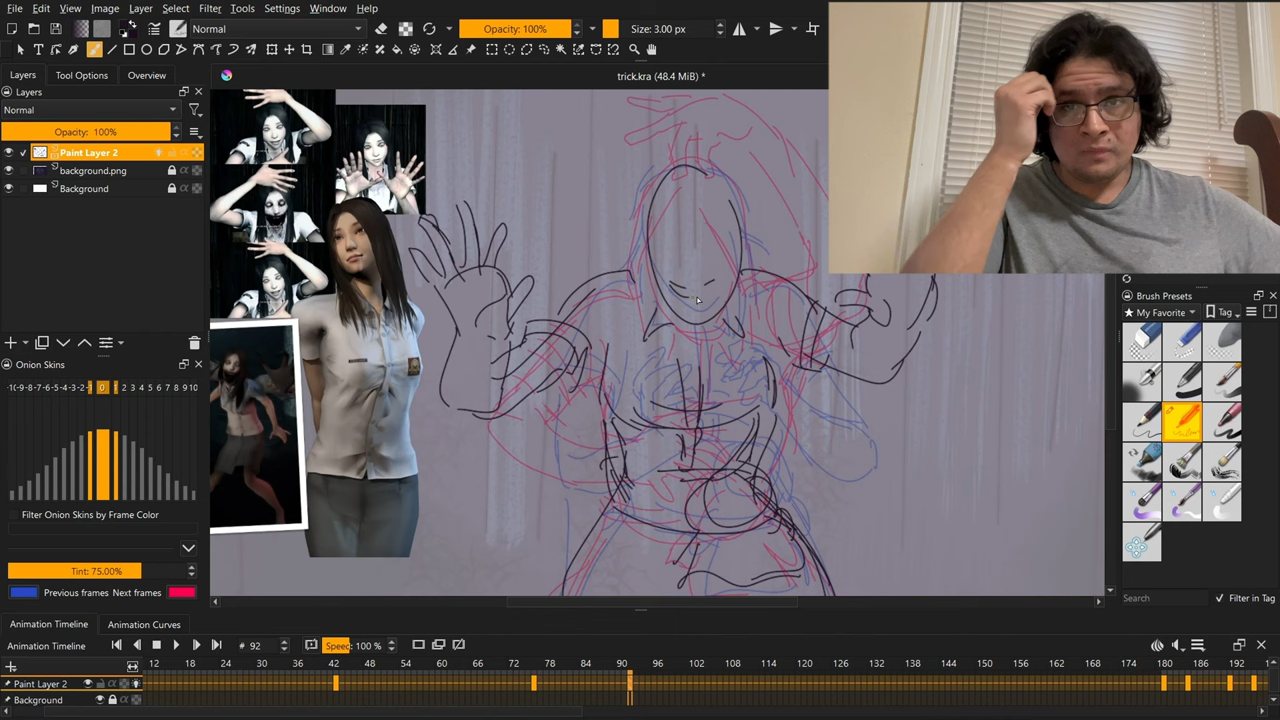 File Edit View Image Layer Select Filter Tools Settings Window Help
Normal Opacity: 100% Size: 3.00 px
Layers Tool Options Overview
trick.kra (48.4 MiB) *
Layers
Normal
Opacity: 100%
Paint Layer 2
background.png
Background
Onion Skins
-10-9-8-7-6-5-4-3-2-1 0 1 2 3 4 5 6 7 8 9 10
Filter Onion Skins by Frame Color
Tint: 75.00%
Previous frames Next frames
Brush Presets
My Favorite Tag
Search Filter in Tag
Animation Timeline Animation Curves
Animation Timeline # 92 Speed: 100 %
12 18 24 30 36 42 48 54 60 66 72 78 84 90 96 102 108 114 120 126 132 138 144 150 156 162 168 174 180 186 192 1
Paint Layer 2
Background